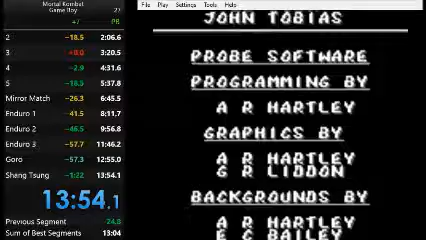 Mortal Kombat
Game Boy 27
+7 PB
2 -18.5 2:06.6
3 +0.0 3:20.5
4 -2.9 4:31.6
5 -18.5 5:37.8
Mirror Match -26.3 6:45.5
Enduro 1 -41.5 8:11.7
Enduro 2 -46.5 9:56.8
Enduro 3 -57.7 11:46.2
Goro -57.3 12:55.0
Shang Tsung -1:22 13:54.1
13:54.1
Previous Segment -24.8
Sum of Best Segments 13:04
File Play Settings Tools Help
JOHN TOBIAS
PROBE SOFTWARE
PROGRAMMING BY
A R HARTLEY
GRAPHICS BY
A R HARTLEY
G R LIDDON
BACKGROUNDS BY
A R HARTLEY
E C BAILEY